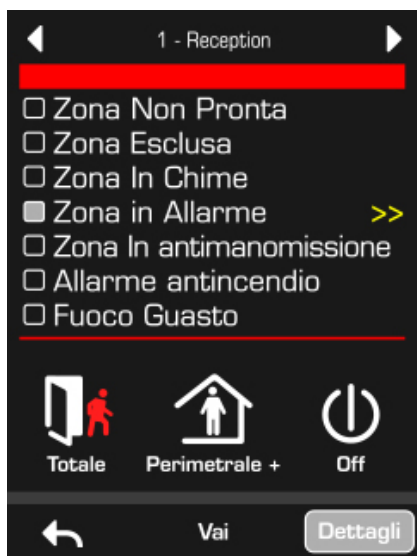 1 - Reception
Zona Non Pronta
Zona Esclusa
Zona In Chime
Zona in Allarme >>
Zona In antimanomissione
Allarme antincendio
Fuoco Guasto
Totale Perimetrale + Off
Vai Dettagli